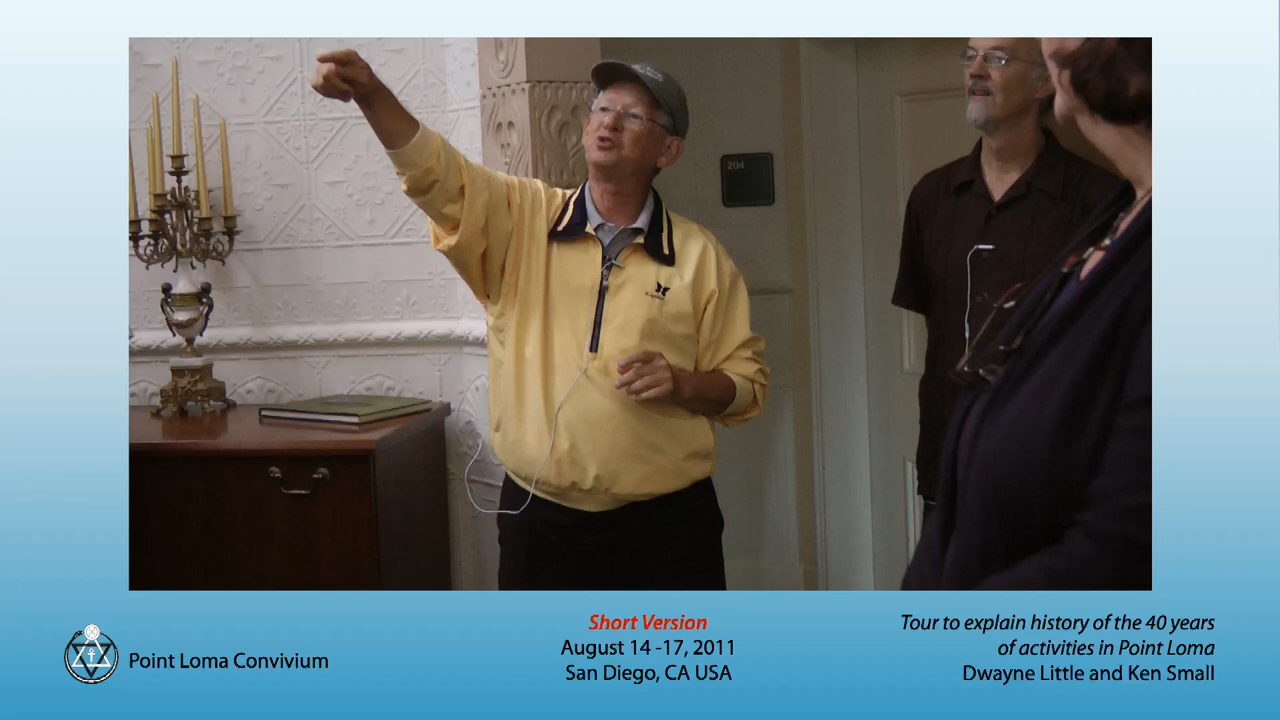 204
Point Loma Convivium
Short Version
August 14 -17, 2011
San Diego, CA USA
Tour to explain history of the 40 years
of activities in Point Loma
Dwayne Little and Ken Small